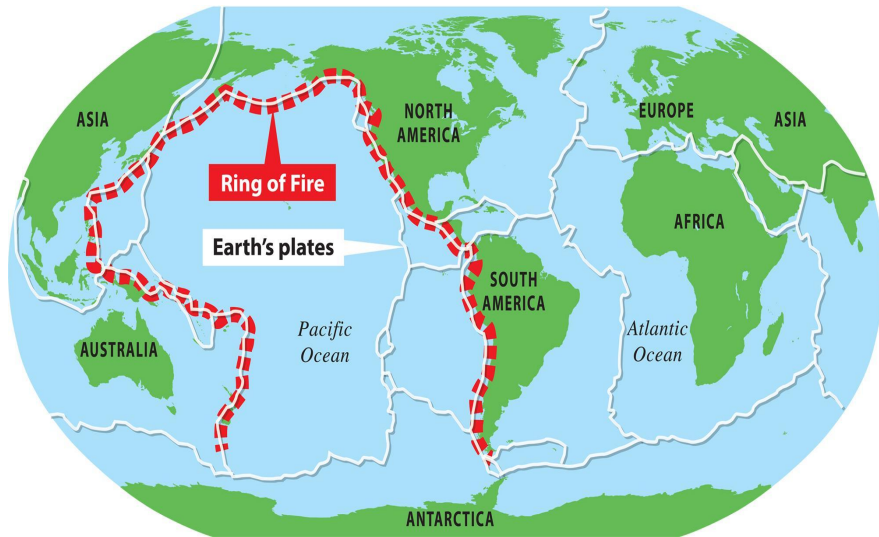 ASIA
NORTH
AMERICA
EUROPE
ASIA
Ring of Fire
Earth's plates
AFRICA
SOUTH
AMERICA
Pacific
Ocean
Atlantic
Ocean
AUSTRALIA
ANTARCTICA